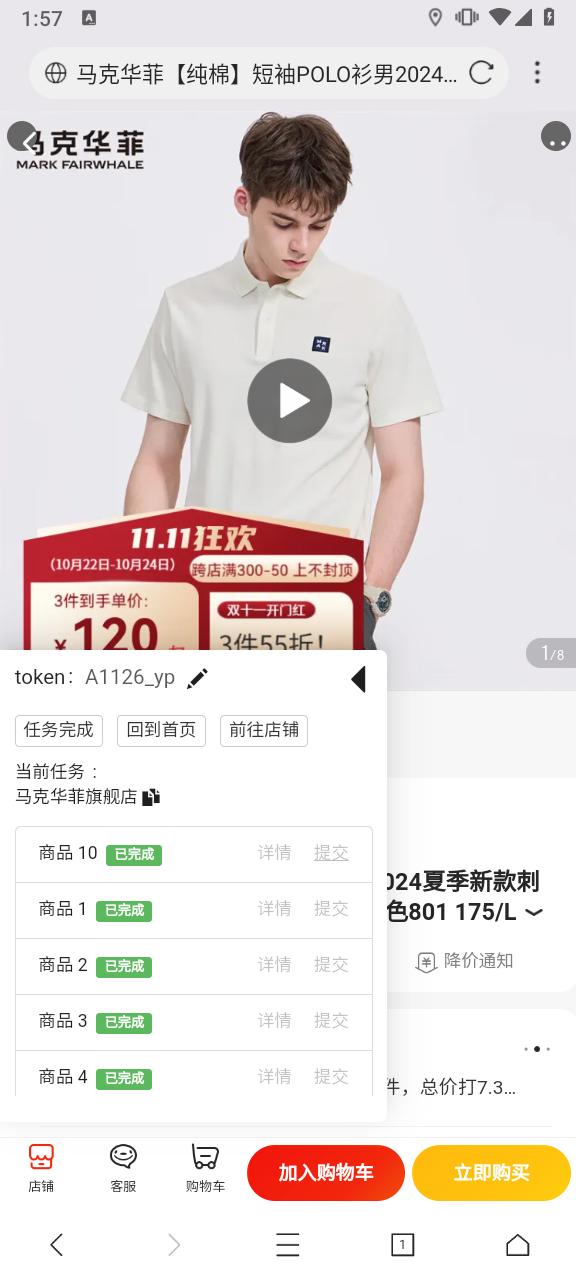 1:57
A
马克华菲【纯棉】短袖POLO衫男2024...
马克华菲
MARK FAIRWHALE
11.11狂欢
（10月22日-10月24日）
跨店满300-50 上不封顶
3件到手单价:
¥120起
双十一开门红
3件55折！
1/8
token: A1126_yp
任务完成
回到首页
前往店铺
当前任务 :
马克华菲旗舰店
商品 10 已完成 详情 提交
商品 1 已完成 详情 提交
商品 2 已完成 详情 提交
商品 3 已完成 详情 提交
商品 4 已完成 详情 提交
024夏季新款刺
色801 175/L
降价通知
件，总价打7.3...
店铺
客服
购物车
加入购物车
立即购买
1